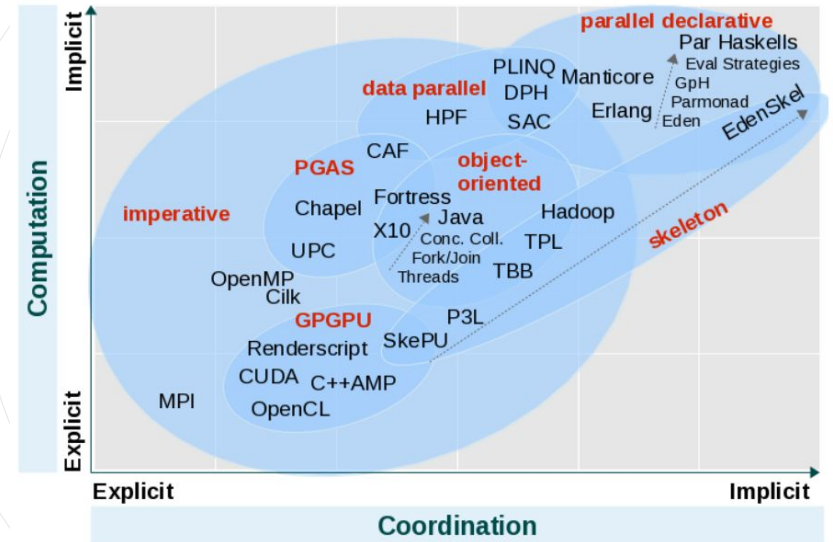 parallel declarative
Implicit
Par Haskells
PLINQ
Manticore
Eval Strategies
data parallel
DPH
GpH
Parmonad
HPF
SAC
Erlang
Eden
EdenSkel
CAF
PGAS
object-
oriented
imperative
Fortress
Chapel
Java
Hadoop
skeleton
X10
Conc. Coll.
TPL
UPC
Fork/Join
Threads
TBB
OpenMP
Cilk
GPGPU
P3L
SkePU
Renderscript
CUDA
C++AMP
MPI
OpenCL
Computation
Explicit
Explicit
Implicit
Coordination